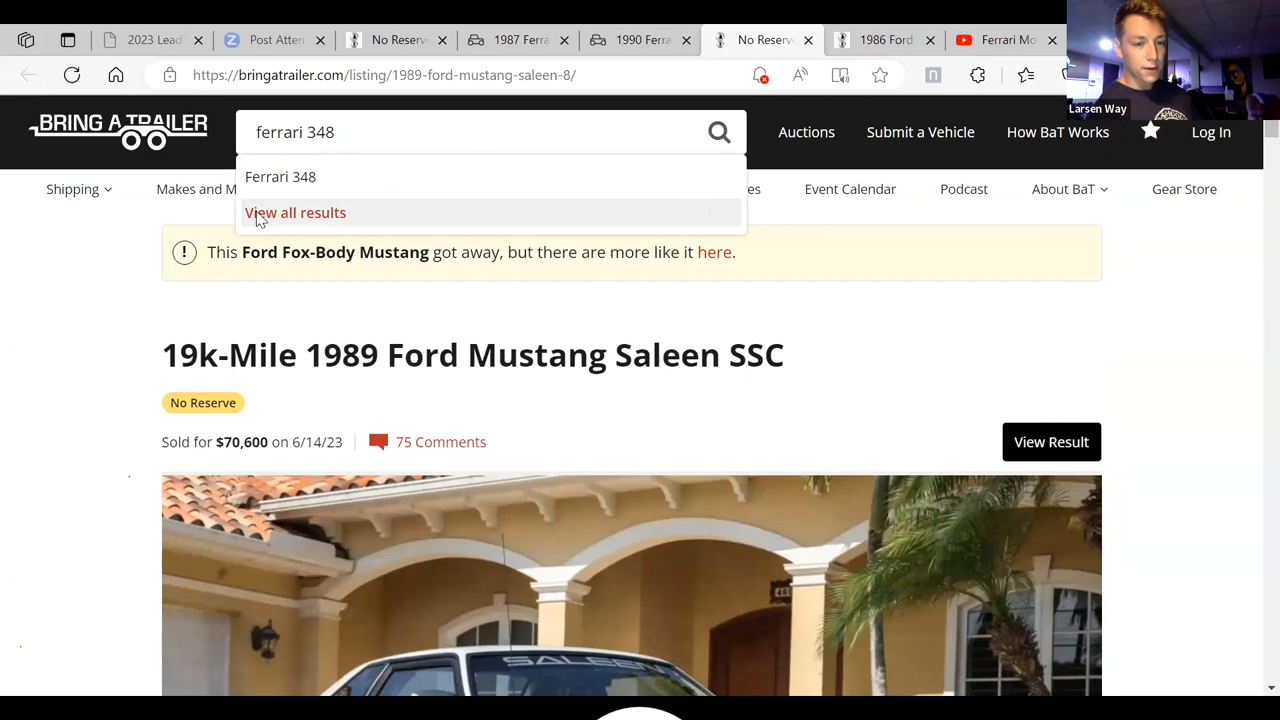 2023 Lead
Post Atten
No Reserv
1987 Ferra
1990 Ferra
No Reserv
1986 Ford
Ferrari Mo
https://bringatrailer.com/listing/1989-ford-mustang-saleen-8/
Larsen Way
BRING A TRAILER
ferrari 348
Auctions
Submit a Vehicle
How BaT Works
Log In
Ferrari 348
View all results
Shipping
Makes and M
es
Event Calendar
Podcast
About BaT
Gear Store
This Ford Fox-Body Mustang got away, but there are more like it here.
19k-Mile 1989 Ford Mustang Saleen SSC
No Reserve
Sold for $70,600 on 6/14/23
75 Comments
View Result
SALEEN